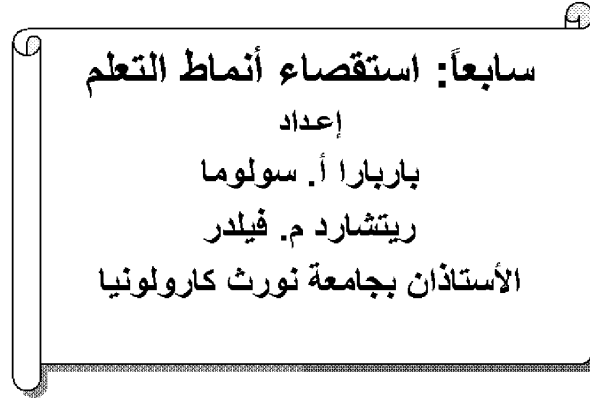 سابعاً: استقصاء أنماط التعلم
إعداد
باربارا أ. سولوما
ريتشارد م. فيلدر
الأستاذان بجامعة نورث كارولونيا